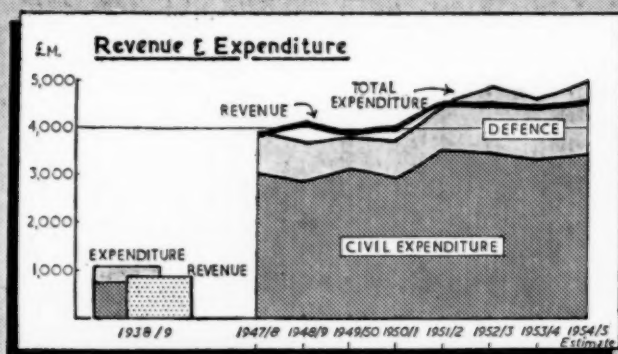 Revenue & Expenditure
£M.
5,000
4,000
3,000
2,000
1,000
TOTAL
EXPENDITURE
REVENUE
DEFENCE
CIVIL EXPENDITURE
EXPENDITURE
REVENUE
1938/9 1947/8 1948/9 1949/50 1950/1 1951/2 1952/3 1953/4 1954/5
Estimate